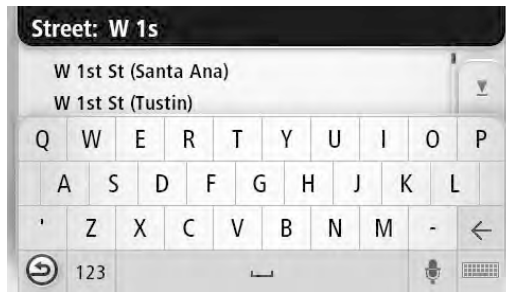 Street: W 1s
W 1st St (Santa Ana)
W 1st St (Tustin)
Q W E R T Y U I O P
A S D F G H J K L
' Z X C V B N M -
123